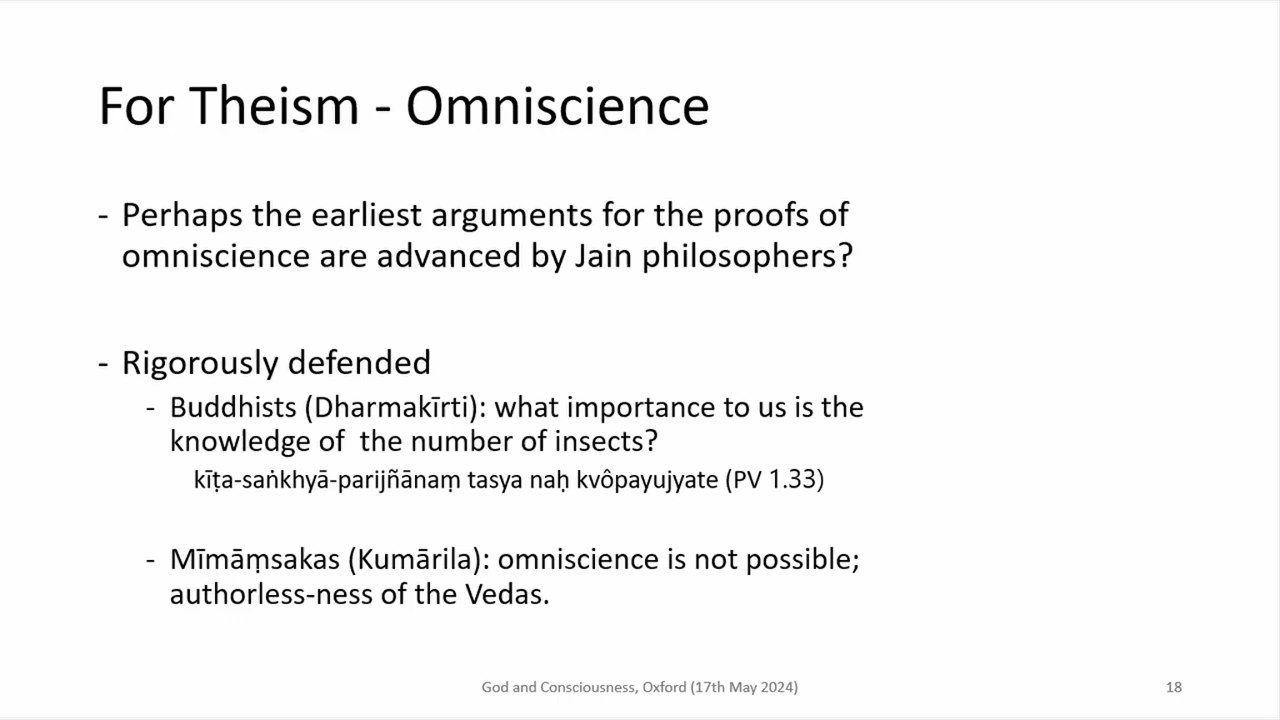 For Theism - Omniscience
- Perhaps the earliest arguments for the proofs of
omniscience are advanced by Jain philosophers?
- Rigorously defended
- Buddhists (Dharmakīrti): what importance to us is the
knowledge of  the number of insects?
kīṭa-saṅkhyā-parijñānaṃ tasya naḥ kvôpayujyate (PV 1.33)
- Mīmāṃsakas (Kumārila): omniscience is not possible;
authorless-ness of the Vedas.
God and Consciousness, Oxford (17th May 2024)
18